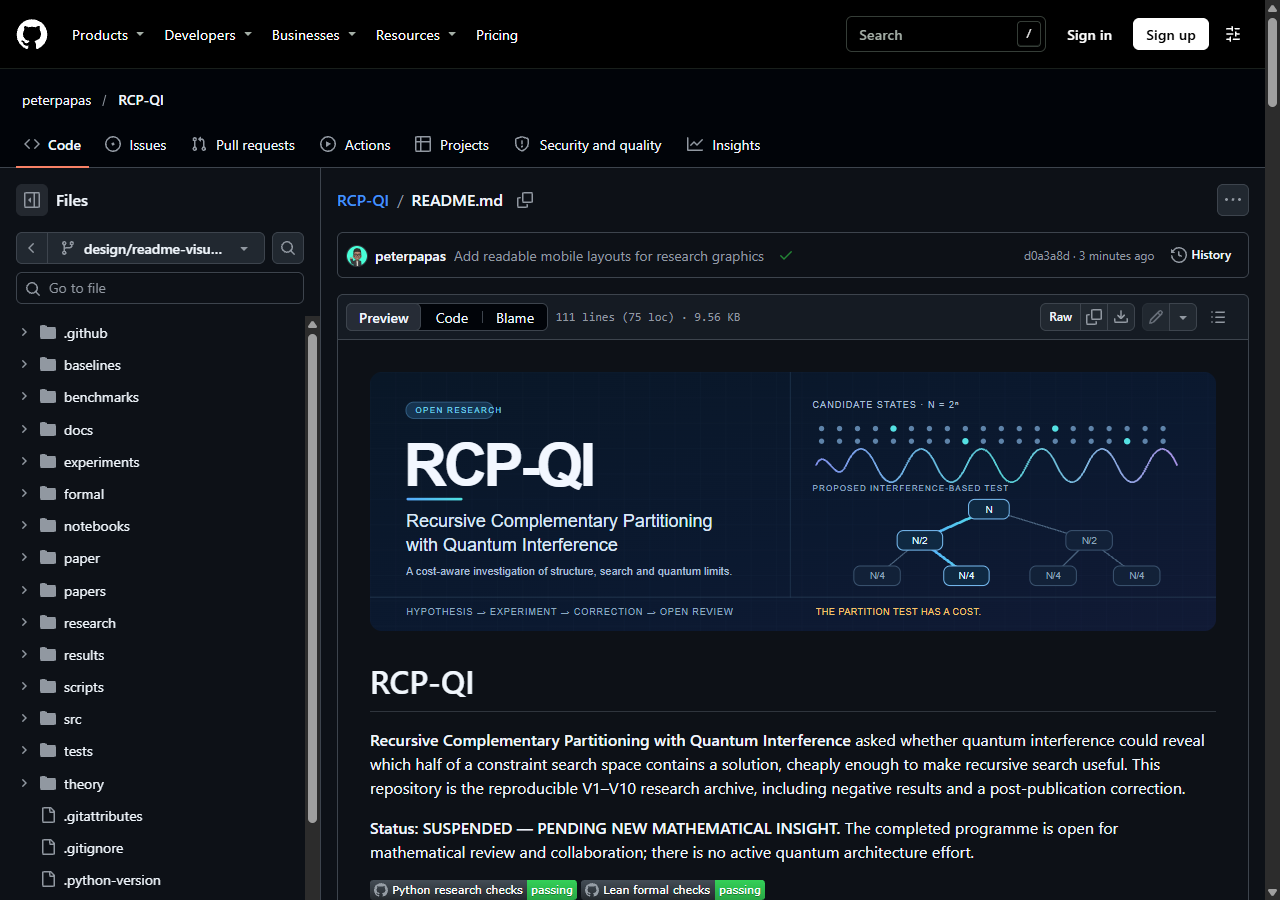 Products Developers Businesses Resources Pricing Search / Sign in Sign up
peterpapas / RCP-QI
Code Issues Pull requests Actions Projects Security and quality Insights
Files
design/readme-visu...
Go to file
.github
baselines
benchmarks
docs
experiments
formal
notebooks
paper
papers
research
results
scripts
src
tests
theory
.gitattributes
.gitignore
.python-version
RCP-QI / README.md
peterpapas Add readable mobile layouts for research graphics d0a3a8d · 3 minutes ago History
Preview Code Blame 111 lines (75 loc) · 9.56 KB Raw
OPEN RESEARCH
RCP-QI
Recursive Complementary Partitioning
with Quantum Interference
A cost-aware investigation of structure, search and quantum limits.
HYPOTHESIS → EXPERIMENT → CORRECTION → OPEN REVIEW
CANDIDATE STATES · N = 2ⁿ
PROPOSED INTERFERENCE-BASED TEST
N
N/2 N/2
N/4 N/4 N/4 N/4
THE PARTITION TEST HAS A COST.
RCP-QI
Recursive Complementary Partitioning with Quantum Interference asked whether quantum interference could reveal
which half of a constraint search space contains a solution, cheaply enough to make recursive search useful. This
repository is the reproducible V1–V10 research archive, including negative results and a post-publication correction.
Status: SUSPENDED — PENDING NEW MATHEMATICAL INSIGHT. The completed programme is open for
mathematical review and collaboration; there is no active quantum architecture effort.
Python research checks passing Lean formal checks passing